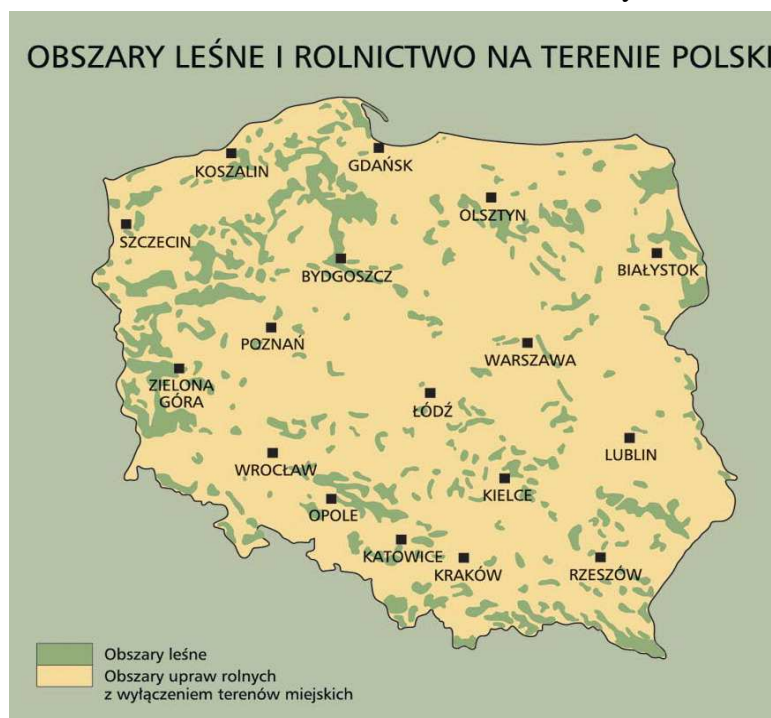 OBSZARY LEŚNE I ROLNICTWO NA TERENIE POLSKI
KOSZALIN
GDAŃSK
OLSZTYN
SZCZECIN
BYDGOSZCZ
BIAŁYSTOK
POZNAŃ
WARSZAWA
ZIELONA
GÓRA
ŁÓDŹ
LUBLIN
WROCŁAW
KIELCE
OPOLE
KATOWICE
KRAKÓW
RZESZÓW
Obszary leśne
Obszary upraw rolnych
z wyłączeniem terenów miejskich